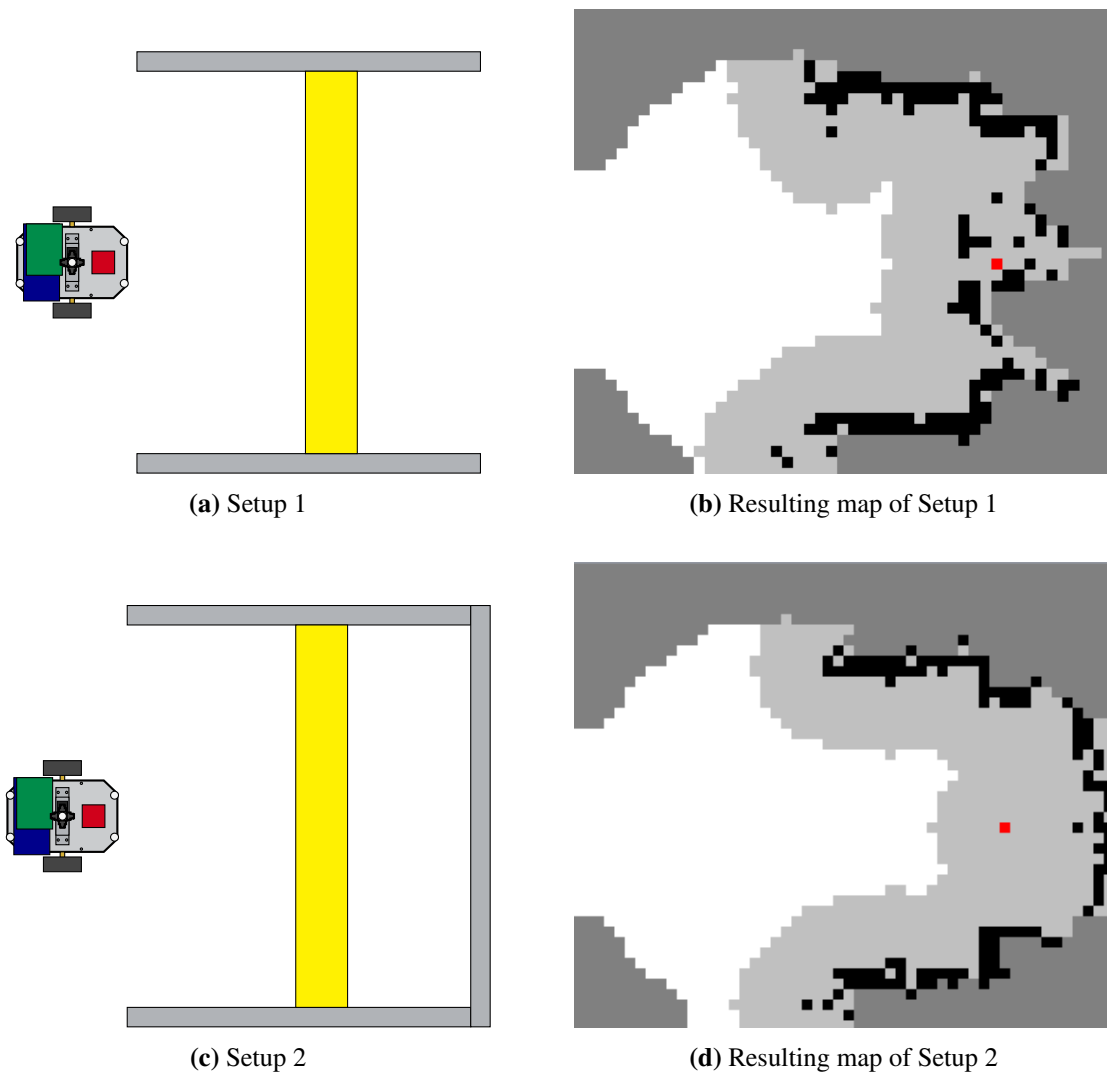 (a) Setup 1
(b) Resulting map of Setup 1
(c) Setup 2
(d) Resulting map of Setup 2